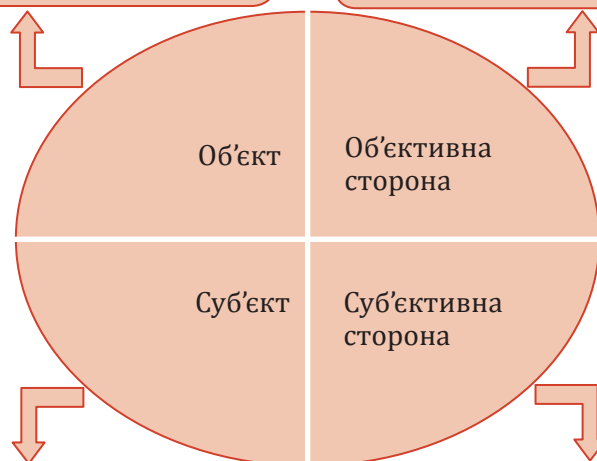 Об’єкт
Об’єктивна
сторона
Суб’єкт
Суб’єктивна
сторона